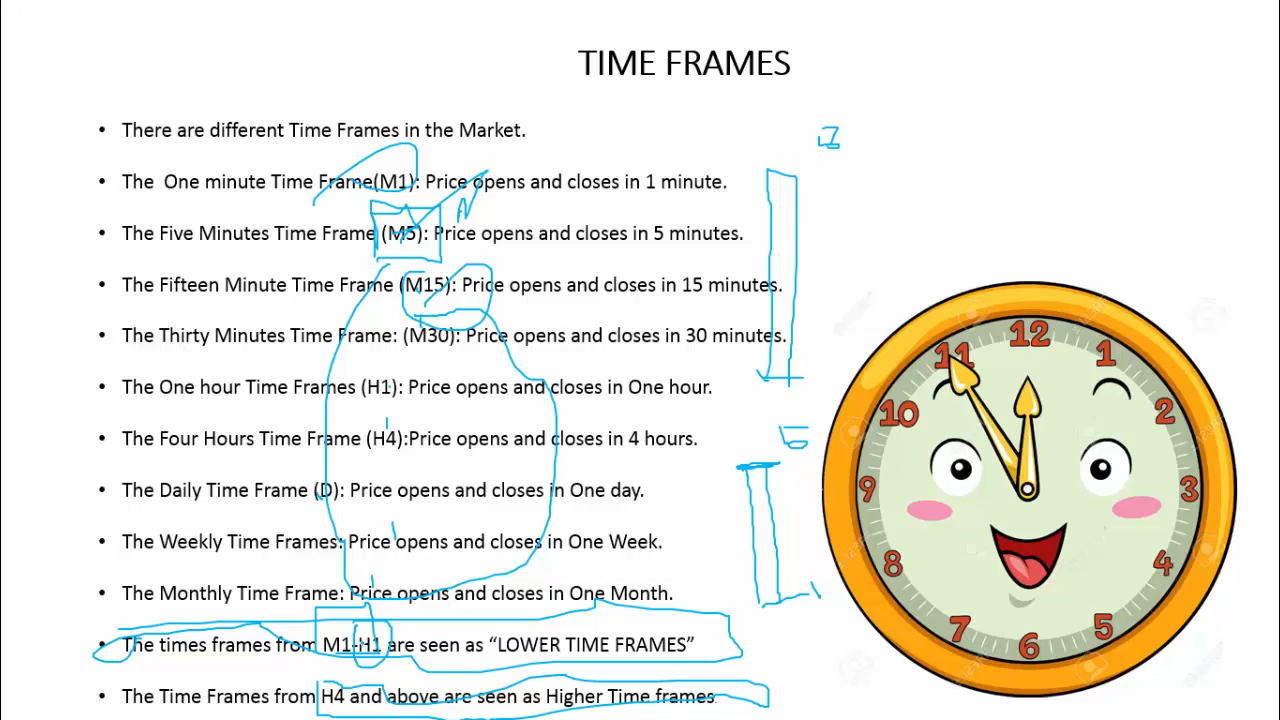 TIME FRAMES
• There are different Time Frames in the Market.
• The One minute Time Frame(M1): Price opens and closes in 1 minute.
• The Five Minutes Time Frame (M5): Price opens and closes in 5 minutes.
• The Fifteen Minute Time Frame (M15): Price opens and closes in 15 minutes.
• The Thirty Minutes Time Frame: (M30): Price opens and closes in 30 minutes.
• The One hour Time Frames (H1): Price opens and closes in One hour.
• The Four Hours Time Frame (H4):Price opens and closes in 4 hours.
• The Daily Time Frame (D): Price opens and closes in One day.
• The Weekly Time Frames: Price opens and closes in One Week.
• The Monthly Time Frame: Price opens and closes in One Month.
• The times frames from M1-H1 are seen as “LOWER TIME FRAMES”
• The Time Frames from H4 and above are seen as Higher Time frames.
12
1
2
3
4
5
6
7
8
9
10
11